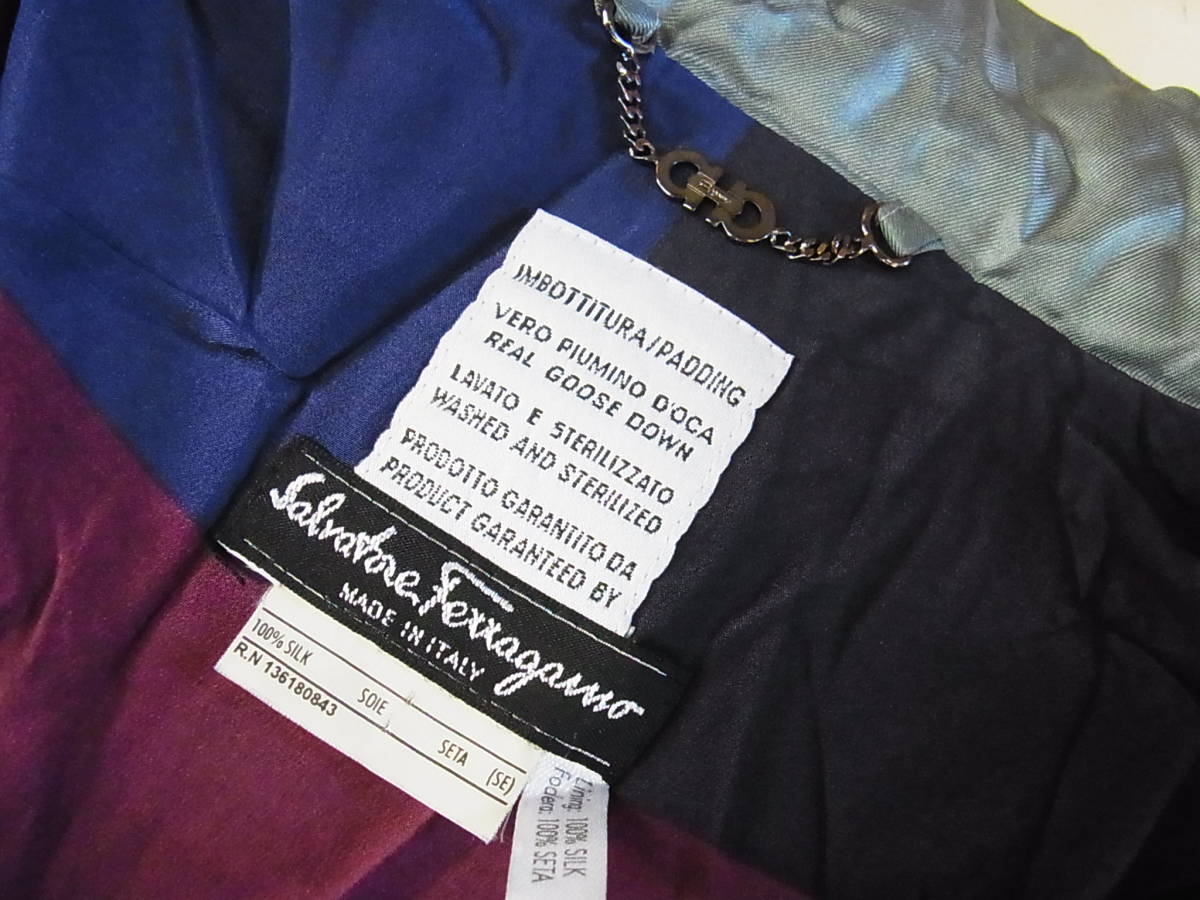 IMBOTTITURA/PADDING
VERO PIUMINO D'OCA
REAL GOOSE DOWN
LAVATO E STERILIZZATO
WASHED AND STERILIZED
PRODOTTO GARANTITO DA
PRODUCT GARANTEED BY
Salvatore Ferragamo
MADE IN ITALY
100% SILK SOIE SETA (SE)
R.N 136180843
Lining: 100% SILK
Fodera: 100% SETA